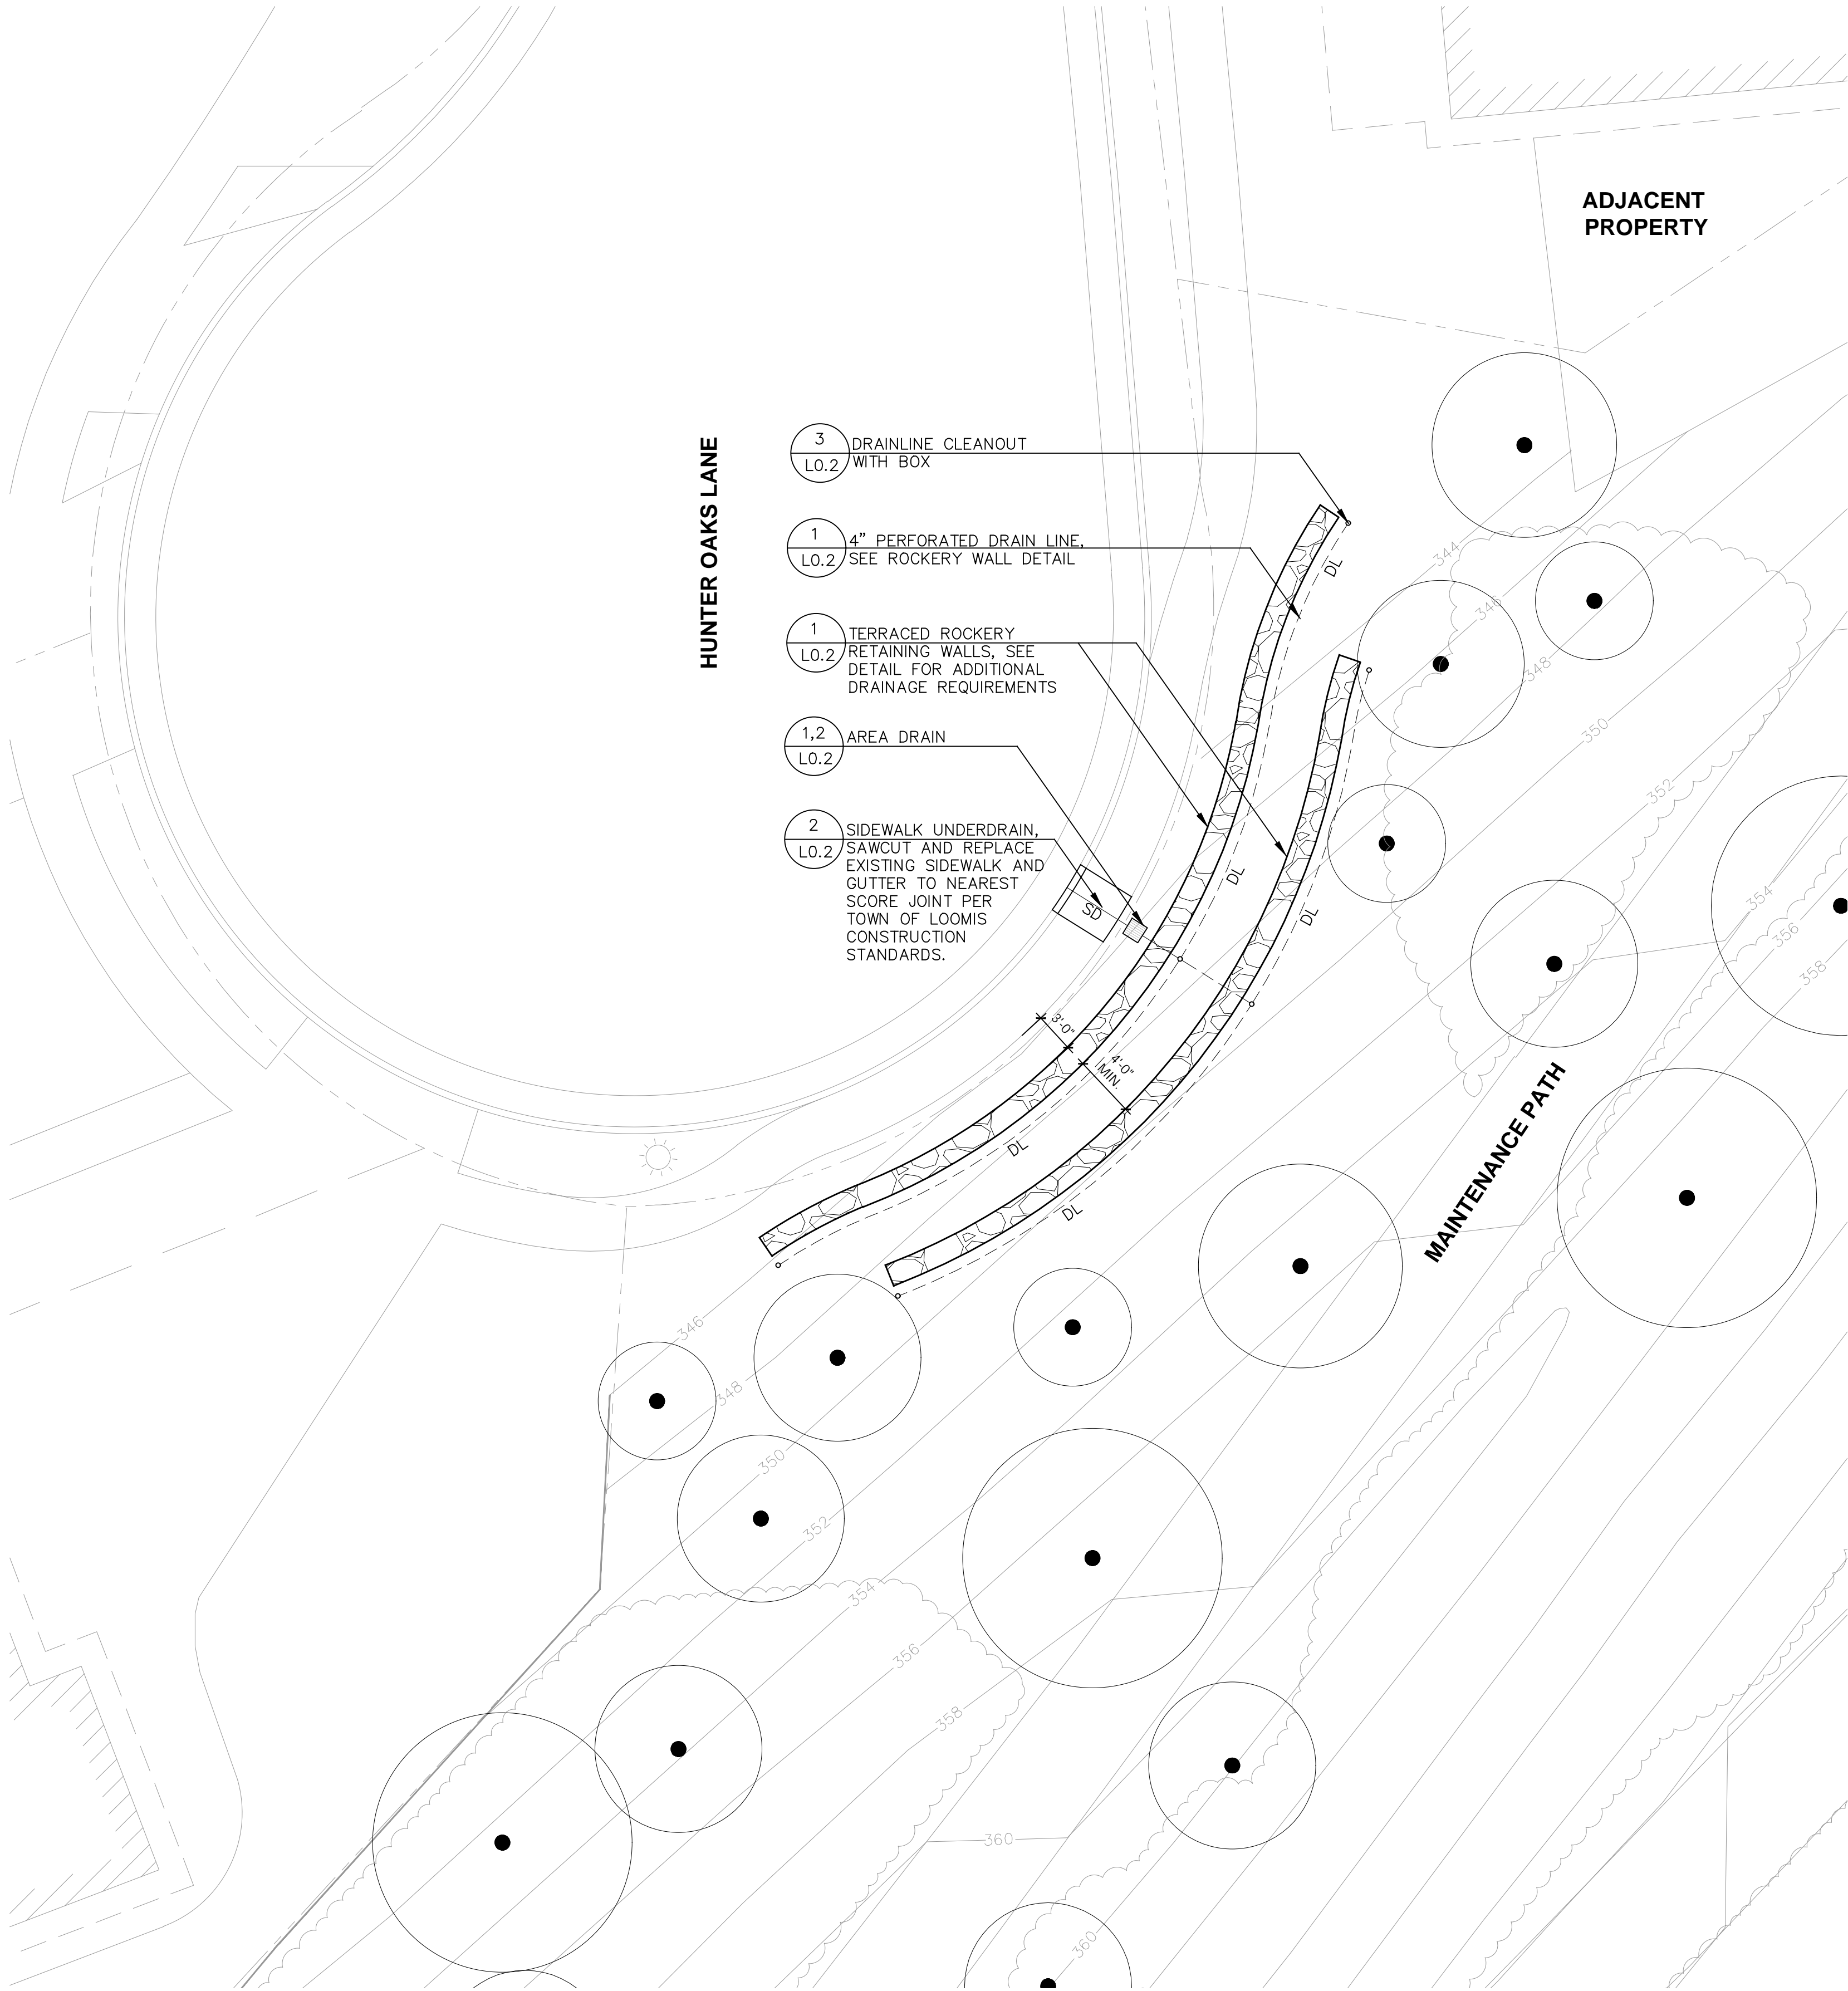 ADJACENT
PROPERTY
HUNTER OAKS LANE
3
L0.2
DRAINLINE CLEANOUT
WITH BOX
1
L0.2
4" PERFORATED DRAIN LINE,
SEE ROCKERY WALL DETAIL
1
L0.2
TERRACED ROCKERY
RETAINING WALLS, SEE
DETAIL FOR ADDITIONAL
DRAINAGE REQUIREMENTS
1,2
L0.2
AREA DRAIN
2
L0.2
SIDEWALK UNDERDRAIN,
SAWCUT AND REPLACE
EXISTING SIDEWALK AND
GUTTER TO NEAREST
SCORE JOINT PER
TOWN OF LOOMIS
CONSTRUCTION
STANDARDS.
DL
DL
DL
DL
DL
SD
3'-0"
4'-0"
MIN.
MAINTENANCE PATH
344
346
348
350
352
354
356
358
346
348
350
352
354
356
358
360
360